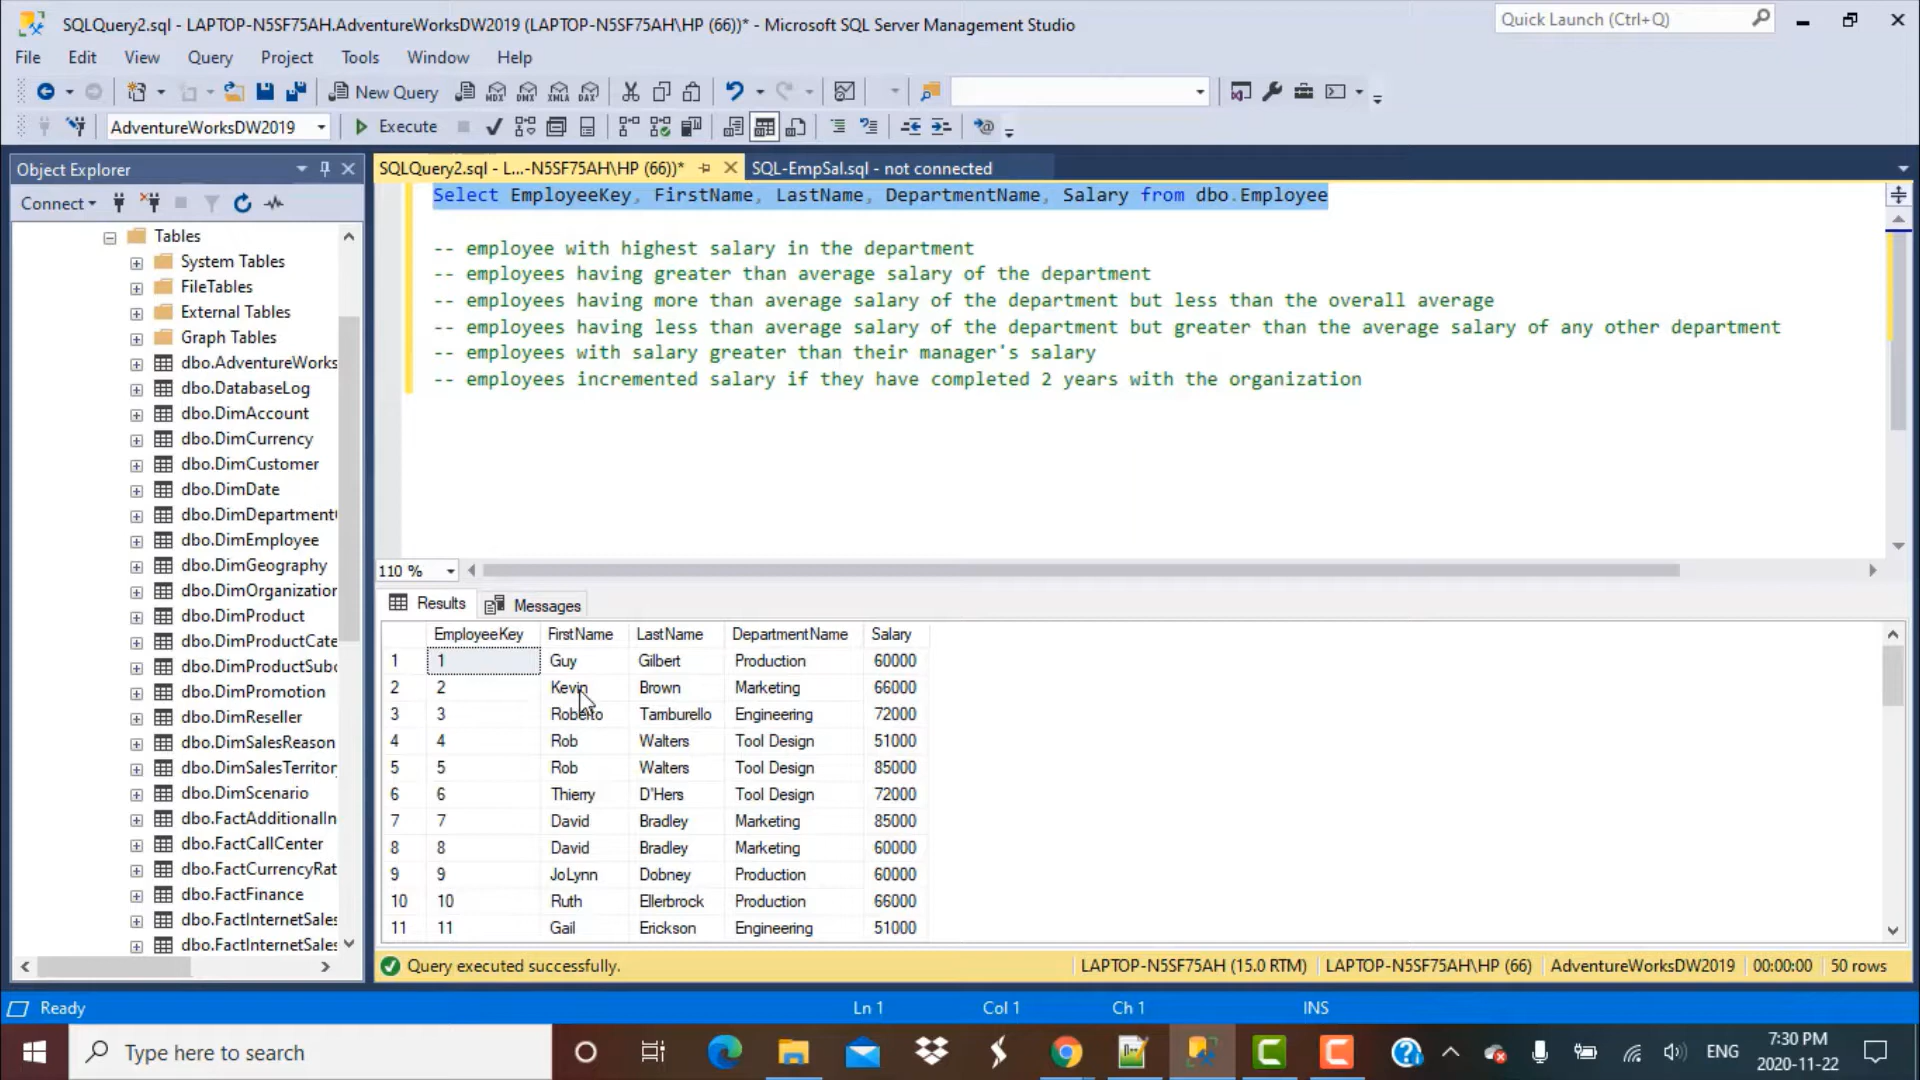 SQLQuery2.sql - LAPTOP-N5SF75AH.AdventureWorksDW2019 (LAPTOP-N5SF75AH\HP (66))* - Microsoft SQL Server Management Studio
Quick Launch (Ctrl+Q)
File Edit View Query Project Tools Window Help
New Query
MDX DMX XMLA DAX
AdventureWorksDW2019
Execute
Object Explorer
Connect
Tables
System Tables
FileTables
External Tables
Graph Tables
dbo.AdventureWorks
dbo.DatabaseLog
dbo.DimAccount
dbo.DimCurrency
dbo.DimCustomer
dbo.DimDate
dbo.DimDepartment
dbo.DimEmployee
dbo.DimGeography
dbo.DimOrganization
dbo.DimProduct
dbo.DimProductCate
dbo.DimProductSub
dbo.DimPromotion
dbo.DimReseller
dbo.DimSalesReason
dbo.DimSalesTerritor
dbo.DimScenario
dbo.FactAdditionalIn
dbo.FactCallCenter
dbo.FactCurrencyRat
dbo.FactFinance
dbo.FactInternetSales
dbo.FactInternetSales
SQLQuery2.sql - L...-N5SF75AH\HP (66))*
SQL-EmpSal.sql - not connected
Select EmployeeKey, FirstName, LastName, DepartmentName, Salary from dbo.Employee
-- employee with highest salary in the department
-- employees having greater than average salary of the department
-- employees having more than average salary of the department but less than the overall average
-- employees having less than average salary of the department but greater than the average salary of any other department
-- employees with salary greater than their manager's salary
-- employees incremented salary if they have completed 2 years with the organization
110 %
Results Messages
EmployeeKey FirstName LastName DepartmentName Salary
1 1 Guy Gilbert Production 60000
2 2 Kevin Brown Marketing 66000
3 3 Roberto Tamburello Engineering 72000
4 4 Rob Walters Tool Design 51000
5 5 Rob Walters Tool Design 85000
6 6 Thierry D'Hers Tool Design 72000
7 7 David Bradley Marketing 85000
8 8 David Bradley Marketing 60000
9 9 JoLynn Dobney Production 60000
10 10 Ruth Ellerbrock Production 66000
11 11 Gail Erickson Engineering 51000
Query executed successfully.
LAPTOP-N5SF75AH (15.0 RTM) LAPTOP-N5SF75AH\HP (66) AdventureWorksDW2019 00:00:00 50 rows
Ready
Ln 1 Col 1 Ch 1 INS
Type here to search
ENG
7:30 PM
2020-11-22